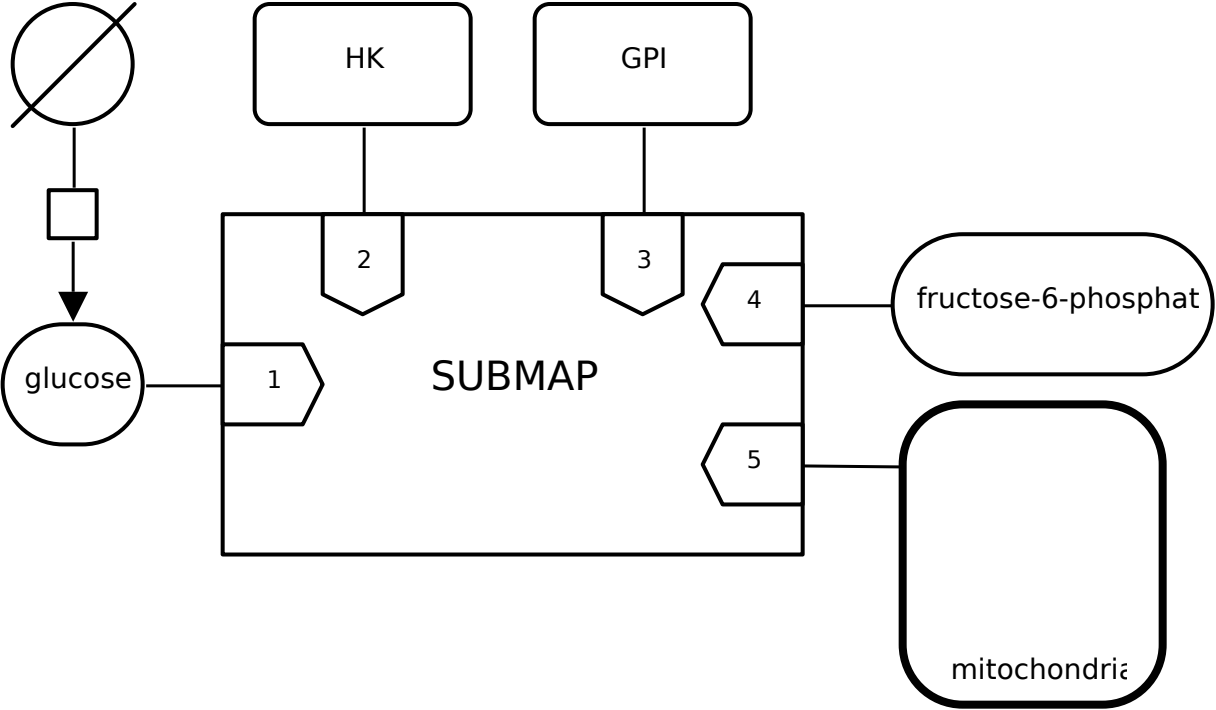 HK
GPI
2
3
4
fructose-6-phosphat
glucose
1
SUBMAP
5
mitochondria